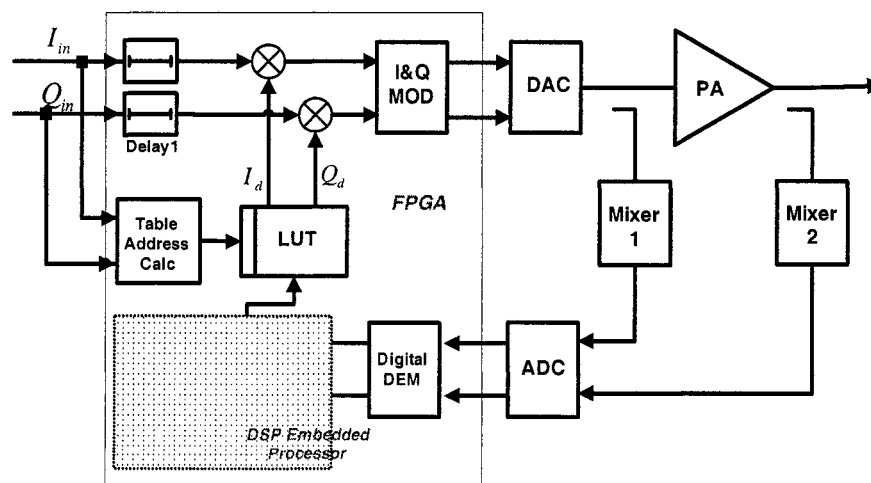 I_in
Q_in
Delay1
I&Q
MOD
DAC
PA
I_d
Q_d
FPGA
Table
Address
Calc
LUT
Mixer
1
Mixer
2
Digital
DEM
ADC
DSP Embedded
Processor